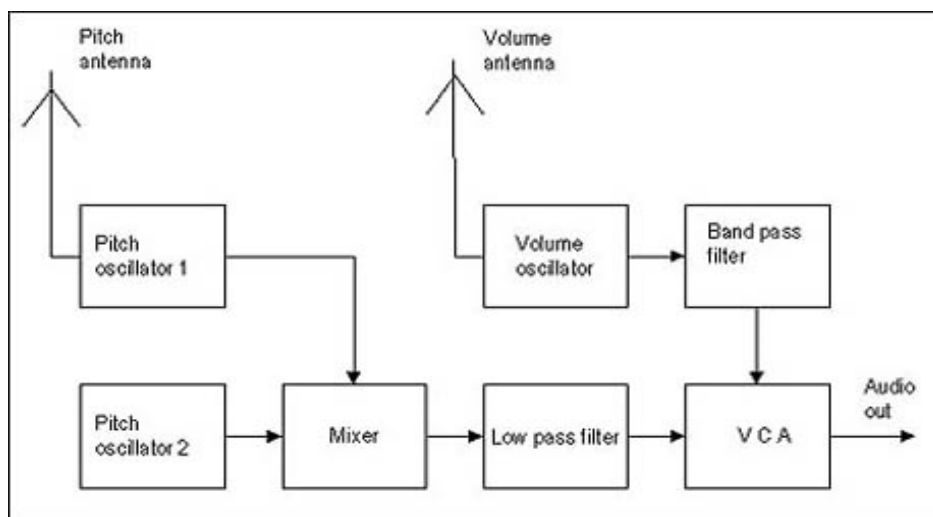 Pitch
antenna
Volume
antenna
Pitch
oscillator 1
Volume
oscillator
Band pass
filter
Pitch
oscillator 2
Mixer
Low pass filter
V C A
Audio
out